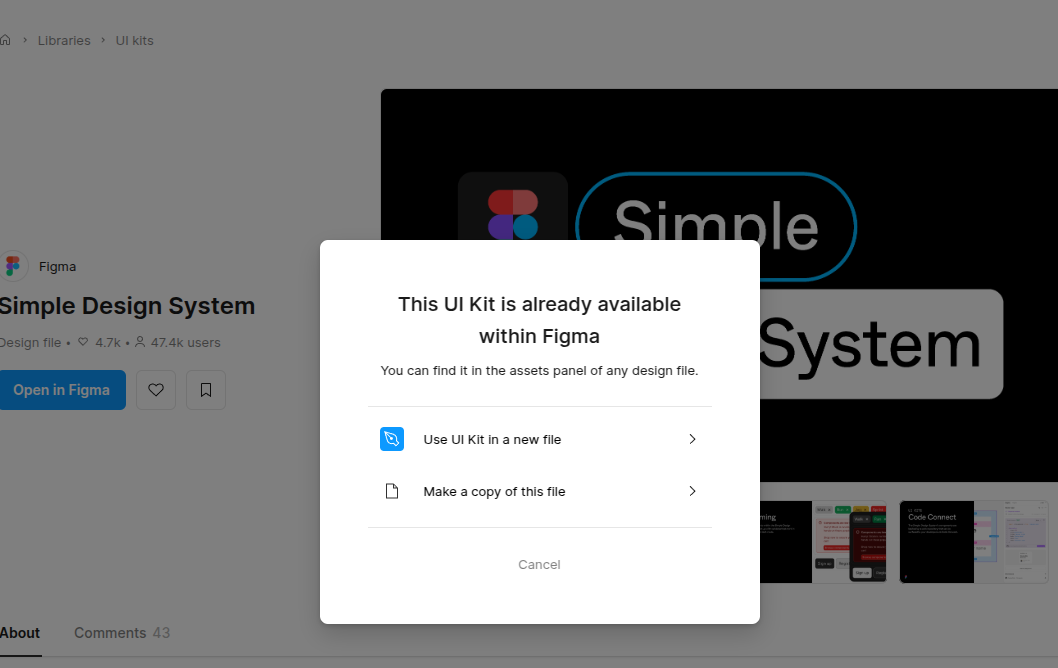 Libraries
UI kits
Simple
Figma
Simple Design System
Design file • 4.7k • 47.4k users
Open in Figma
System
This UI Kit is already available
within Figma
You can find it in the assets panel of any design file.
Use UI Kit in a new file
Make a copy of this file
Cancel
Code Connect
About
Comments 43